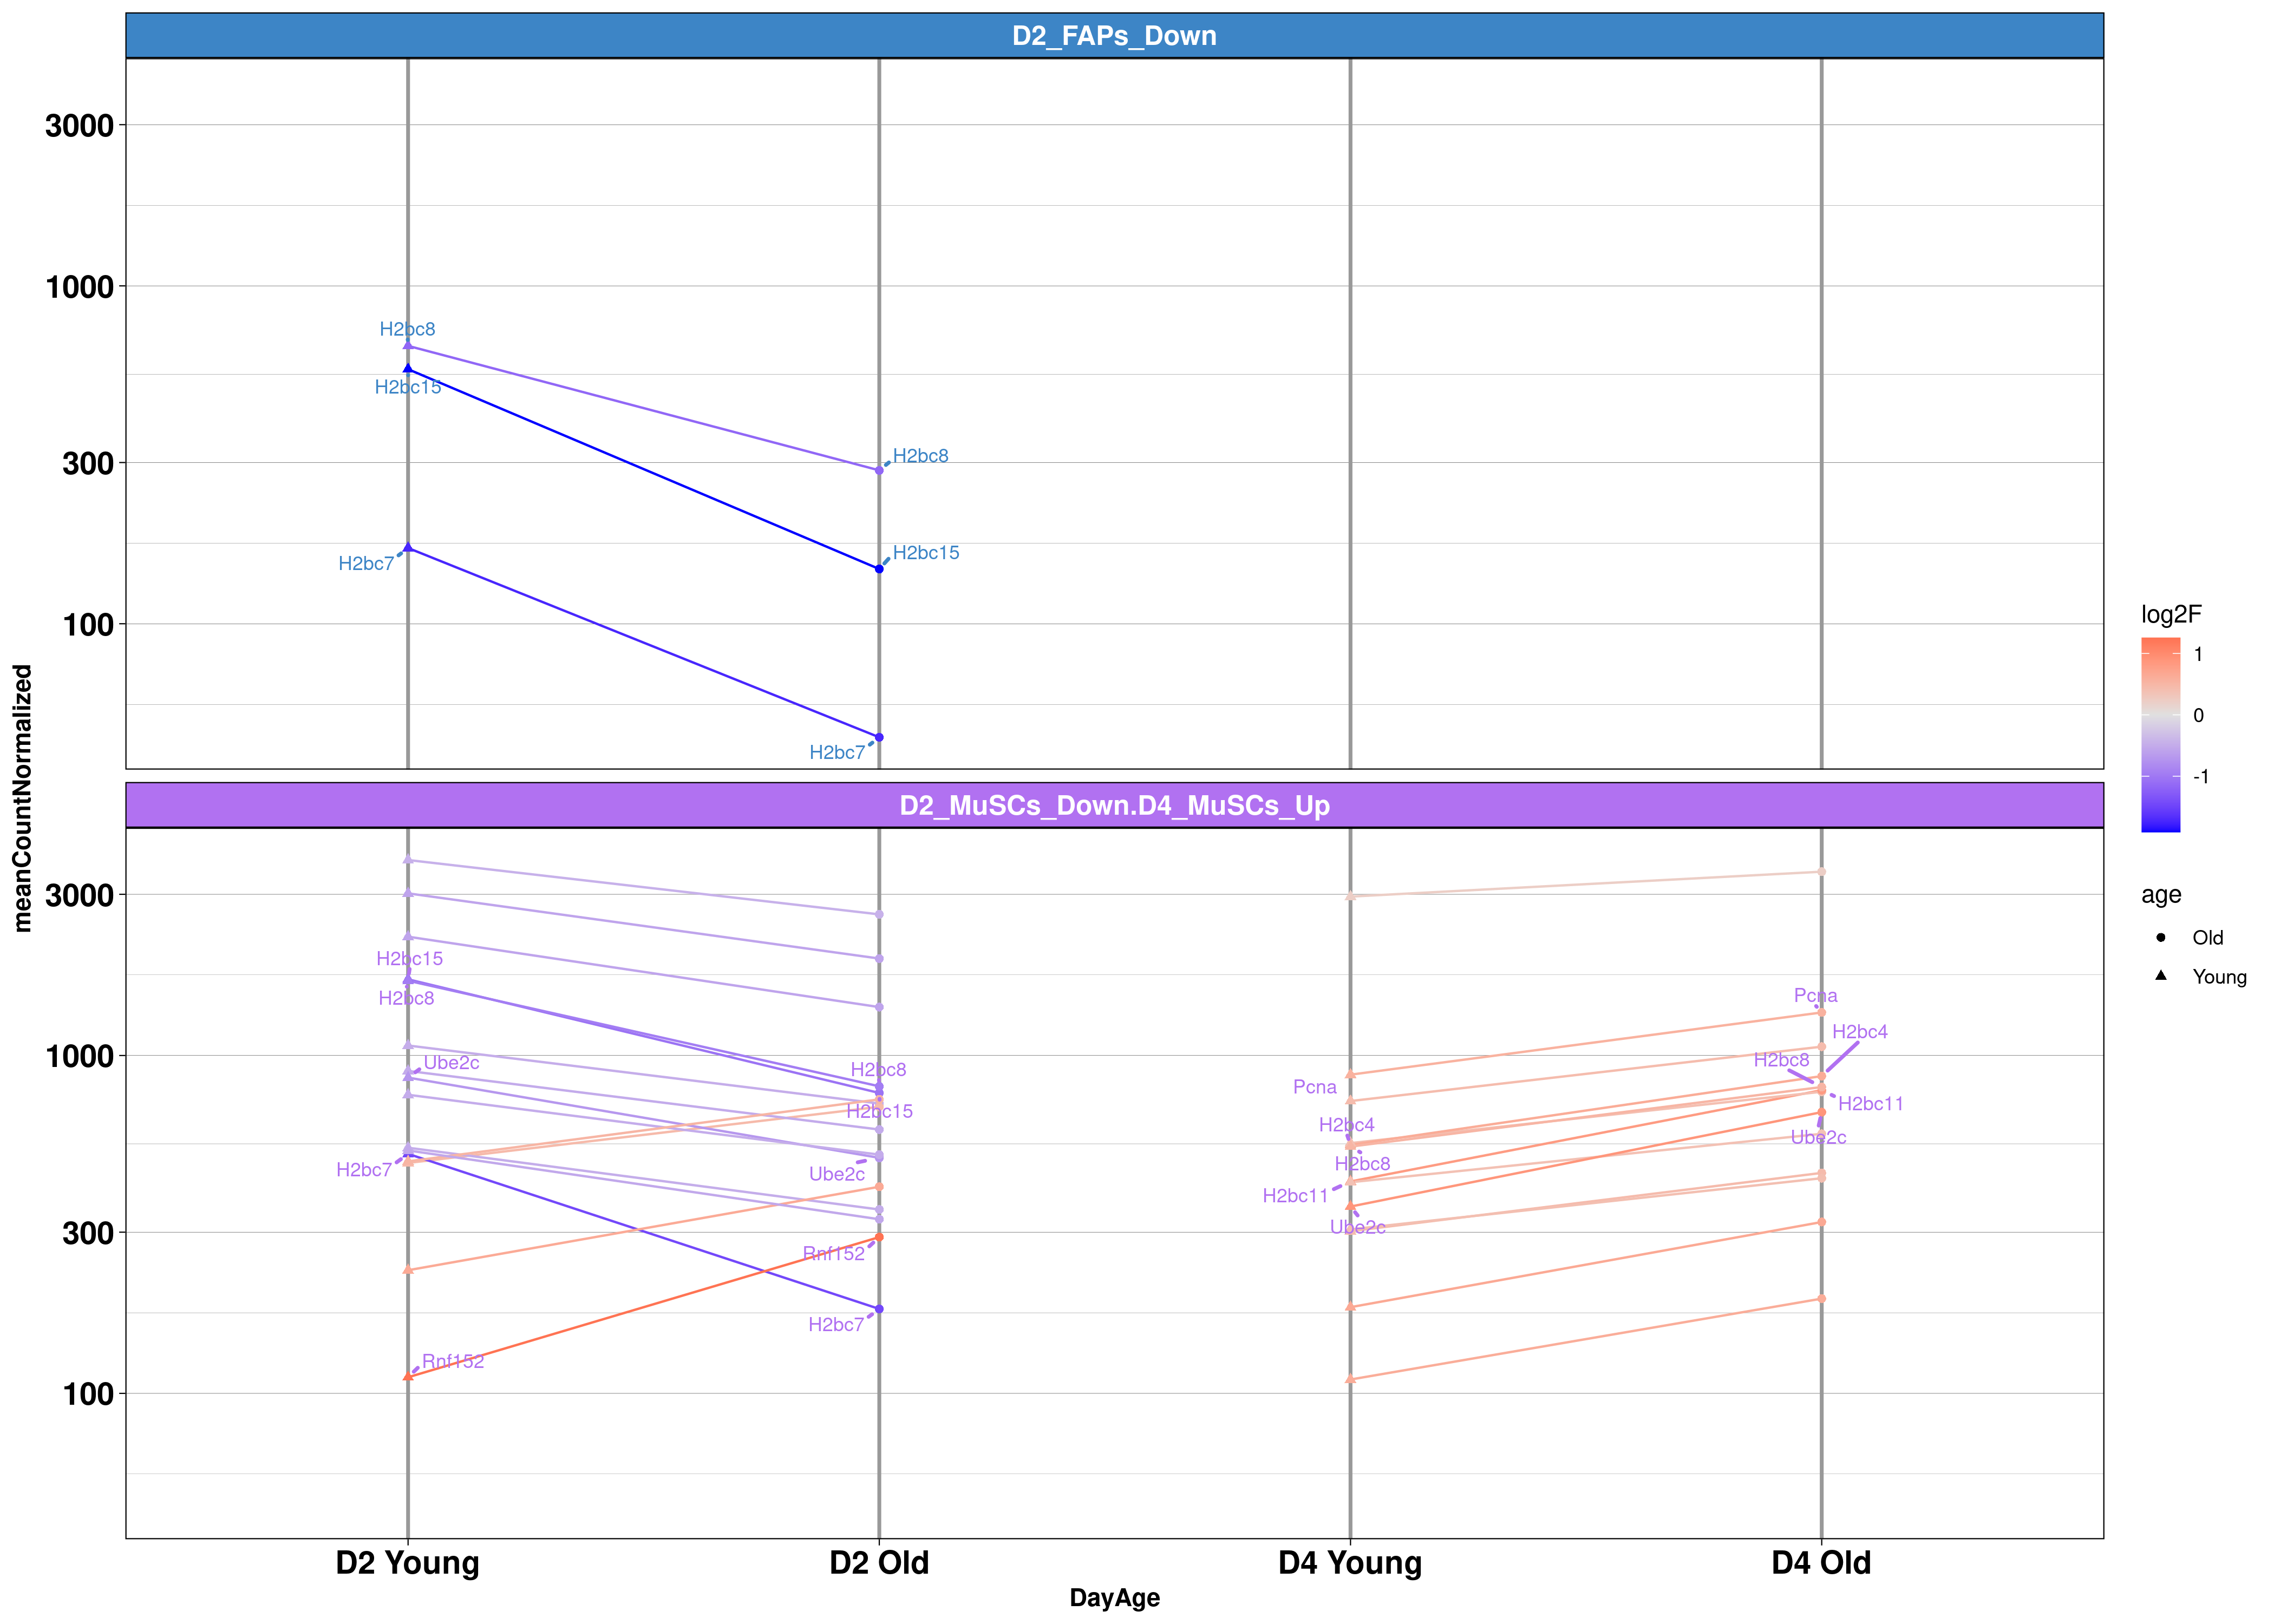 D2_FAPs_Down
3000
1000
300
100
H2bc8
H2bc15
H2bc7
H2bc8
H2bc15
H2bc7
meanCountNormalized
D2_MuSCs_Down.D4_MuSCs_Up
3000
1000
300
100
H2bc15
H2bc8
Ube2c
H2bc7
Rnf152
H2bc8
H2bc15
Ube2c
Rnf152
H2bc7
Pcna
H2bc4
H2bc8
H2bc11
Ube2c
Pcna
H2bc4
H2bc8
H2bc11
Ube2c
D2 Young
D2 Old
D4 Young
D4 Old
DayAge
log2F
1
0
-1
age
Old
Young